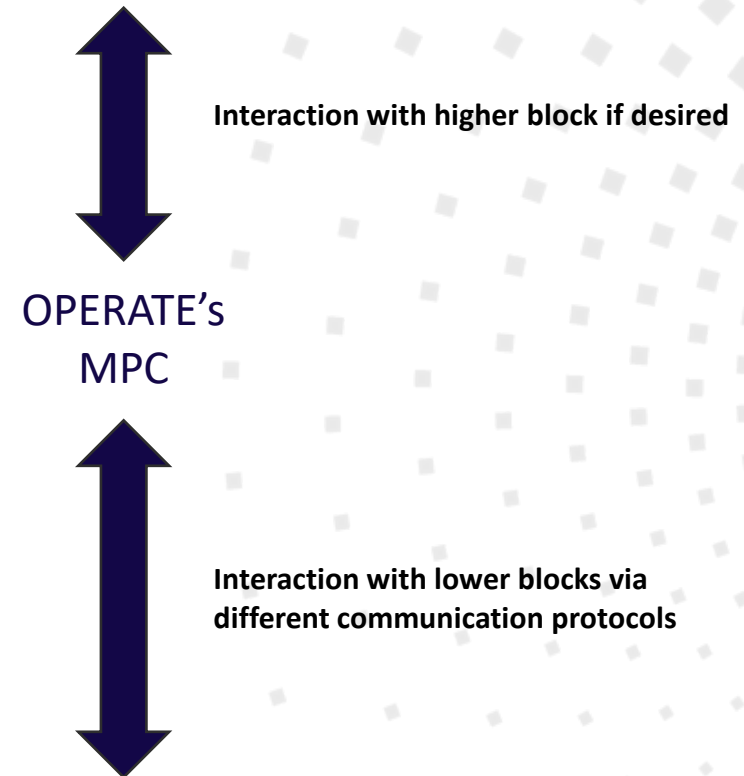 Interaction with higher block if desired
OPERATE's
MPC
Interaction with lower blocks via
different communication protocols